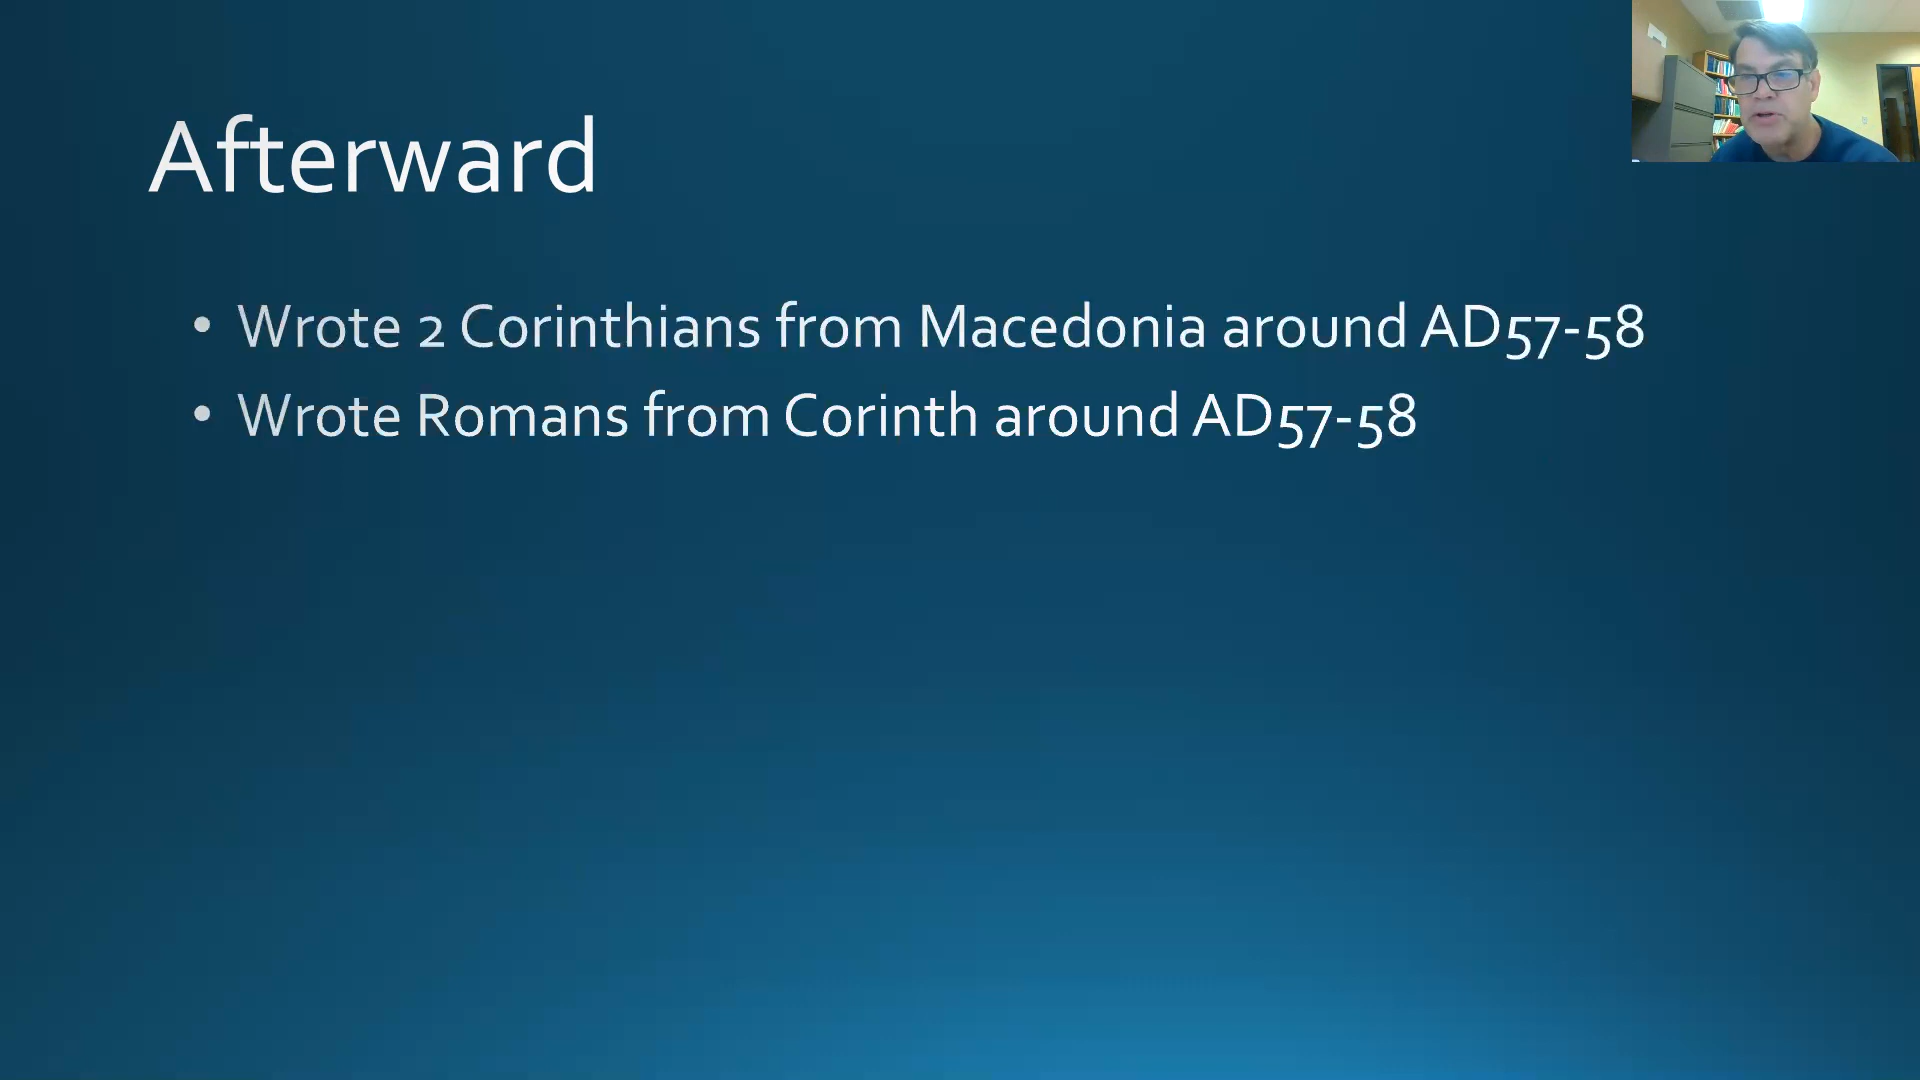 Afterward
• Wrote 2 Corinthians from Macedonia around AD57-58
• Wrote Romans from Corinth around AD57-58